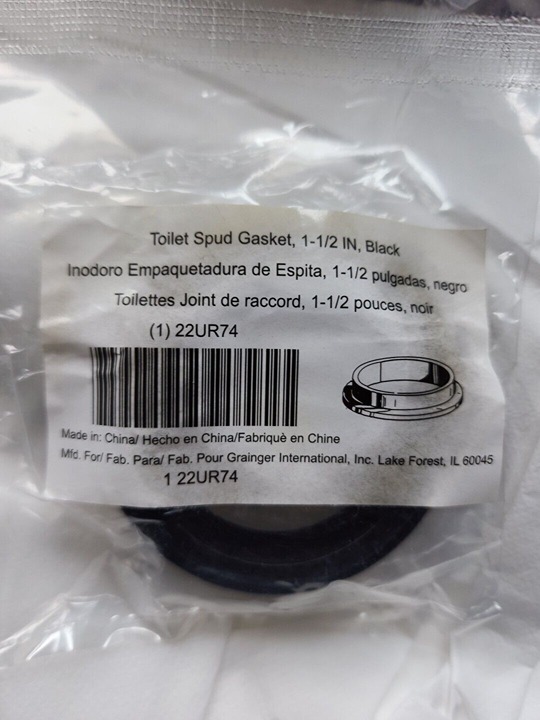 Toilet Spud Gasket, 1-1/2 IN, Black
Inodoro Empaquetadura de Espita, 1-1/2 pulgadas, negro
Toilettes Joint de raccord, 1-1/2 pouces, noir
(1) 22UR74
Made in: China/ Hecho en China/Fabriquè en Chine
Mfd. For/ Fab. Para/ Fab. Pour Grainger International, Inc. Lake Forest, IL 60045
1 22UR74